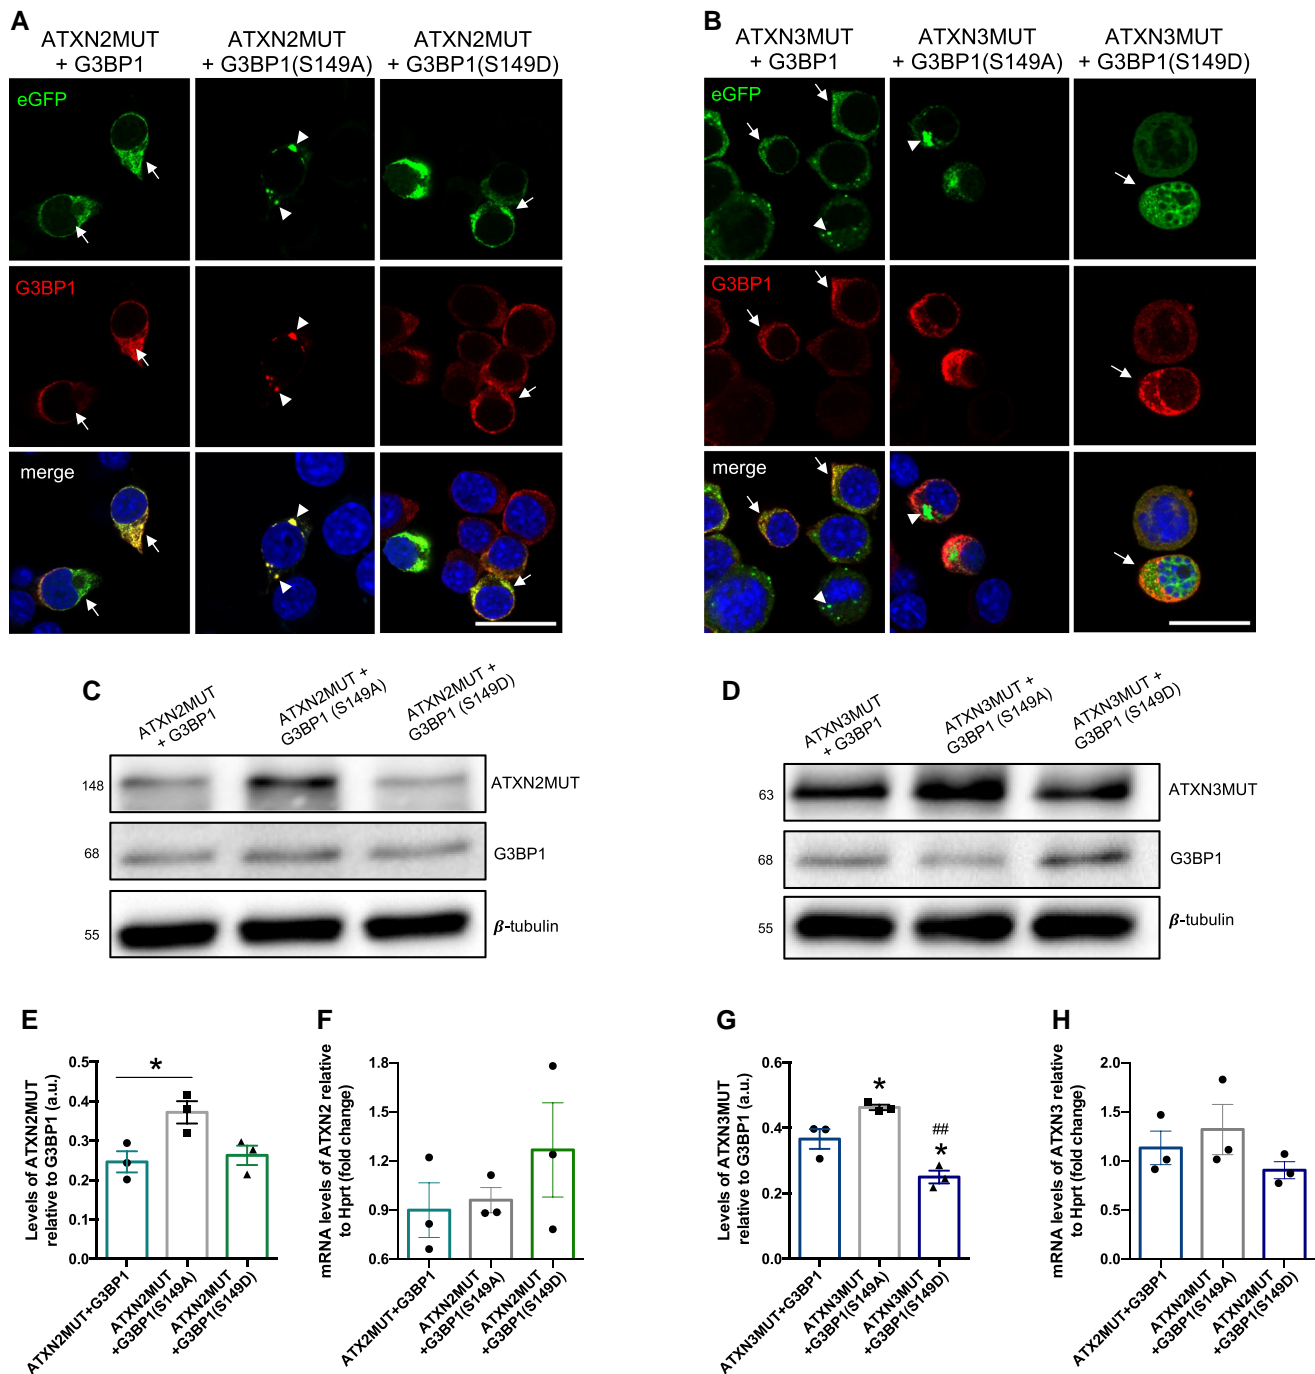 A
ATXN2MUT
+ G3BP1
ATXN2MUT
+ G3BP1(S149A)
ATXN2MUT
+ G3BP1(S149D)
eGFP
G3BP1
merge
B
ATXN3MUT
+ G3BP1
ATXN3MUT
+ G3BP1(S149A)
ATXN3MUT
+ G3BP1(S149D)
eGFP
G3BP1
merge
C
ATXN2MUT
+ G3BP1
ATXN2MUT +
G3BP1 (S149A)
ATXN2MUT +
G3BP1 (S149D)
148
ATXN2MUT
68
G3BP1
55
β-tubulin
D
ATXN3MUT
+ G3BP1
ATXN3MUT +
G3BP1 (S149A)
ATXN3MUT +
G3BP1 (S149D)
63
ATXN3MUT
68
G3BP1
55
β-tubulin
E
Levels of ATXN2MUT
relative to G3BP1 (a.u.)
0.5
0.4
0.3
0.2
0.1
0.0
*
ATXN2MUT+G3BP1
ATXN2MUT
+G3BP1(S149A)
ATXN2MUT
+G3BP1(S149D)
F
mRNA levels of ATXN2 relative
to Hprt (fold change)
1.8
1.5
1.2
0.9
0.6
ATX2MUT+G3BP1
ATXN2MUT
+G3BP1(S149A)
ATXN2MUT
+G3BP1(S149D)
G
Levels of ATXN3MUT
relative to G3BP1 (a.u.)
0.6
0.4
0.2
0.0
*
##
*
ATXN3MUT+G3BP1
ATXN3MUT
+G3BP1(S149A)
ATXN3MUT
+G3BP1(S149D)
H
mRNA levels of ATXN3 relative
to Hprt (fold change)
2.0
1.5
1.0
0.5
0.0
ATX2MUT+G3BP1
ATXN2MUT
+G3BP1(S149A)
ATXN2MUT
+G3BP1(S149D)